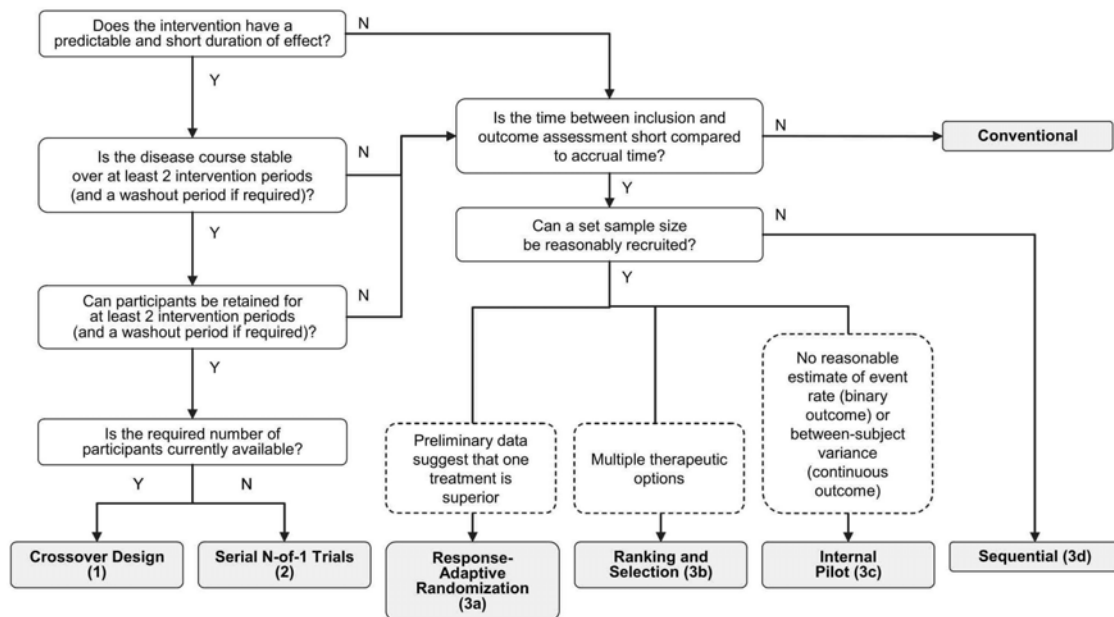 Does the intervention have a
predictable and short duration of effect?
N
Y
Is the time between inclusion and
outcome assessment short compared
to accrual time?
N
Conventional
Is the disease course stable
over at least 2 intervention periods
(and a washout period if required)?
N
Y
Y
Can a set sample size
be reasonably recruited?
N
Y
Can participants be retained for
at least 2 intervention periods
(and a washout period if required)?
N
Y
No reasonable
estimate of event
rate (binary
outcome) or
between-subject
variance
(continuous
outcome)
Preliminary data
suggest that one
treatment is
superior
Multiple therapeutic
options
Is the required number of
participants currently available?
Y
N
Crossover Design
(1)
Serial N-of-1 Trials
(2)
Response-
Adaptive
Randomization
(3a)
Ranking and
Selection (3b)
Internal
Pilot (3c)
Sequential (3d)